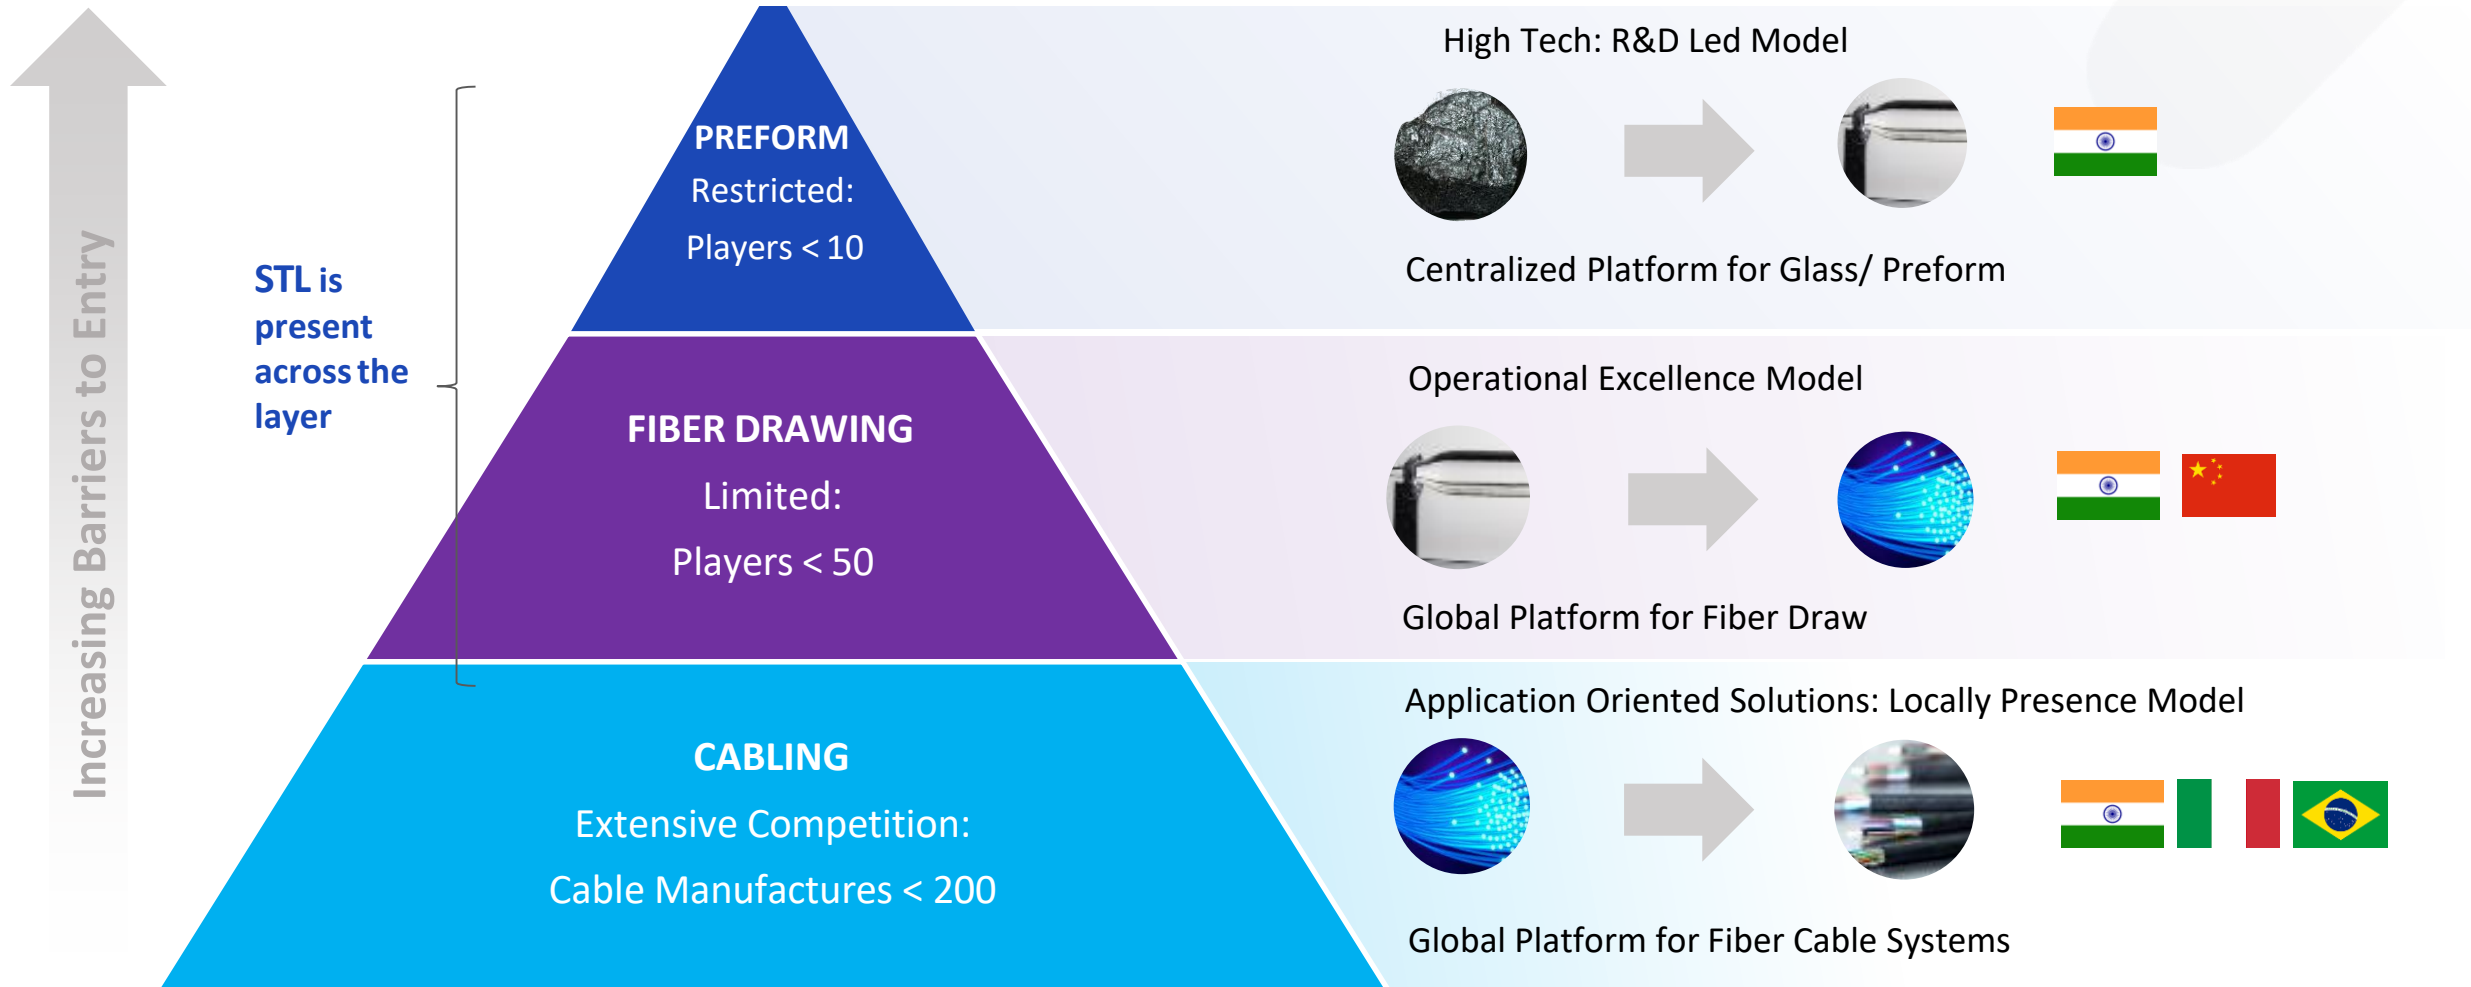 Increasing Barriers to Entry
STL is
present
across the
layer
PREFORM
Restricted:
Players < 10
FIBER DRAWING
Limited:
Players < 50
CABLING
Extensive Competition:
Cable Manufactures < 200
High Tech: R&D Led Model
Centralized Platform for Glass/ Preform
Operational Excellence Model
Global Platform for Fiber Draw
Application Oriented Solutions: Locally Presence Model
Global Platform for Fiber Cable Systems